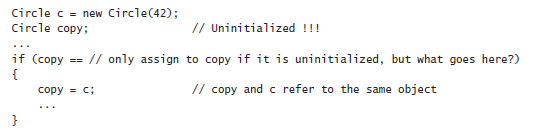 Circle c = new Circle(42);
Circle copy; // Uninitialized !!!
...
if (copy == // only assign to copy if it is uninitialized, but what goes here?)
{
copy = c; // copy and c refer to the same object
...
}